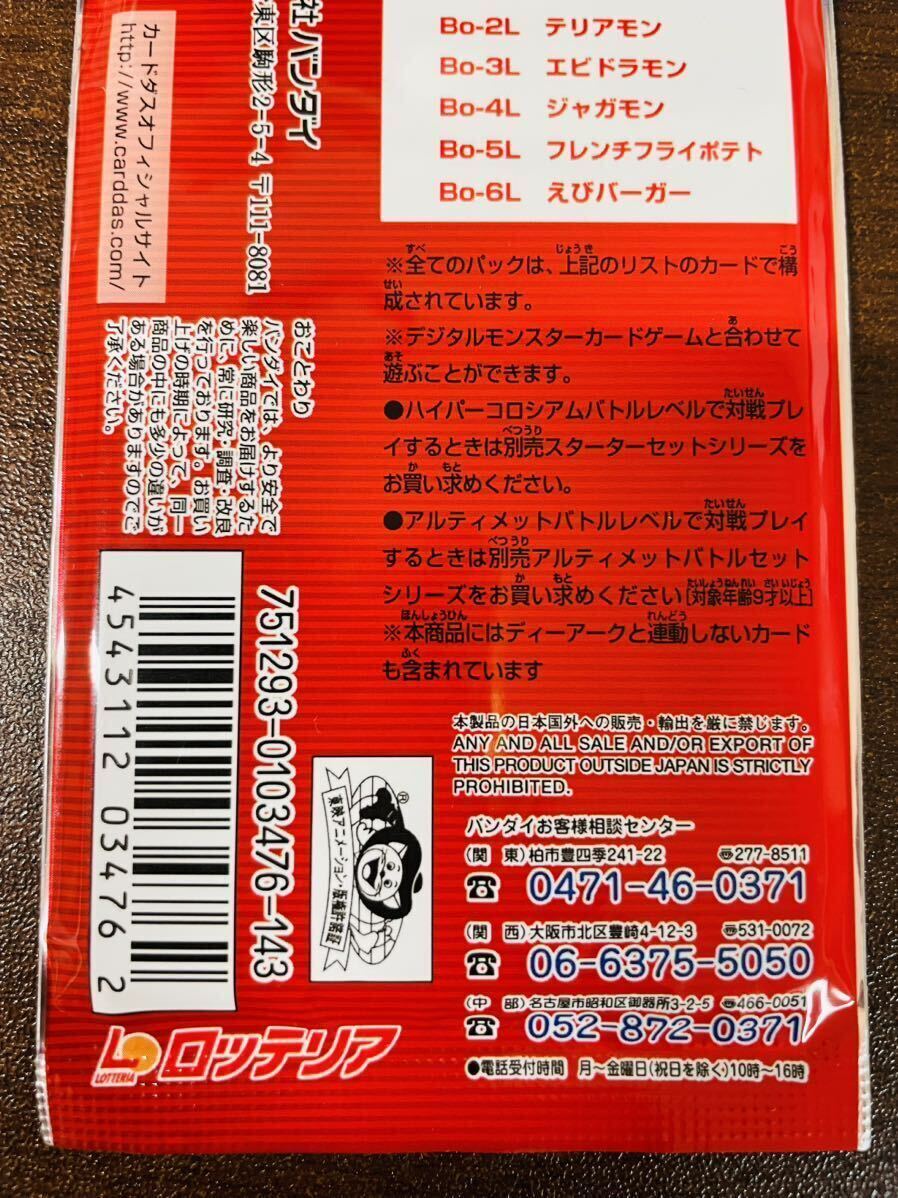 Bo-2L テリアモン
Bo-3L エビドラモン
Bo-4L ジャガモン
Bo-5L フレンチフライポテト
Bo-6L えびバーガー
※全てのパックは、上記のリストのカードで構
成されています。
※デジタルモンスターカードゲームと合わせて
遊ぶことができます。
●ハイパーコロシアムバトルレベルで対戦プレ
イするときは別売スターターセットシリーズを
お買い求めください。
●アルティメットバトルレベルで対戦プレイ
するときは別売アルティメットバトルセット
シリーズをお買い求めください[対象年齢9才以上]
※本商品にはディーアークと連動しないカード
も含まれています
本製品の日本国外への販売・輸出を厳に禁じます。
ANY AND ALL SALE AND/OR EXPORT OF
THIS PRODUCT OUTSIDE JAPAN IS STRICTLY
PROHIBITED.
バンダイお客様相談センター
(関 東)柏市豊四季241-22 〠277-8511
☎ 0471-46-0371
(関 西)大阪市北区豊崎4-12-3 〠531-0072
☎ 06-6375-5050
(中 部)名古屋市昭和区御器所3-2-5 〠466-0051
☎ 052-872-0371
●電話受付時間 月〜金曜日(祝日を除く)10時〜16時
社 バンダイ
東区駒形2-5-4 〒111-8081
カードダスオフィシャルサイト
http://www.carddas.com/
おことわり
バンダイでは、より安全で
楽しい商品をお届けするた
めに、常に研究・調査・改良
を行っております。お買い
上げの時期によって、同一
商品の中にも多少の違いが
ある場合がありますのでご
了承ください。
751293-0103476-143
4543112 034762
東映アニメーション・版権許諾証
®
LOTTERIA
ロッテリア